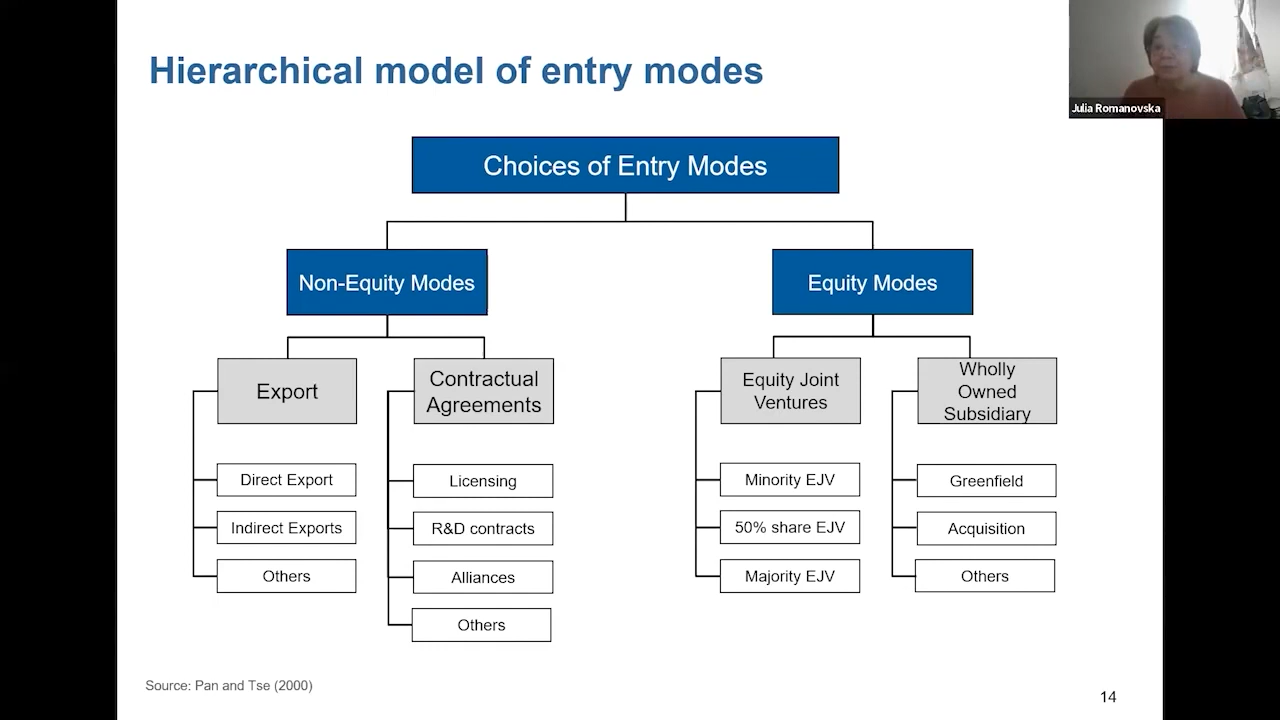 Hierarchical model of entry modes
Julia Romanovska
Choices of Entry Modes
Non-Equity Modes
Equity Modes
Export
Contractual
Agreements
Equity Joint
Ventures
Wholly
Owned
Subsidiary
Direct Export
Indirect Exports
Others
Licensing
R&D contracts
Alliances
Others
Minority EJV
50% share EJV
Majority EJV
Greenfield
Acquisition
Others
Source: Pan and Tse (2000)
14